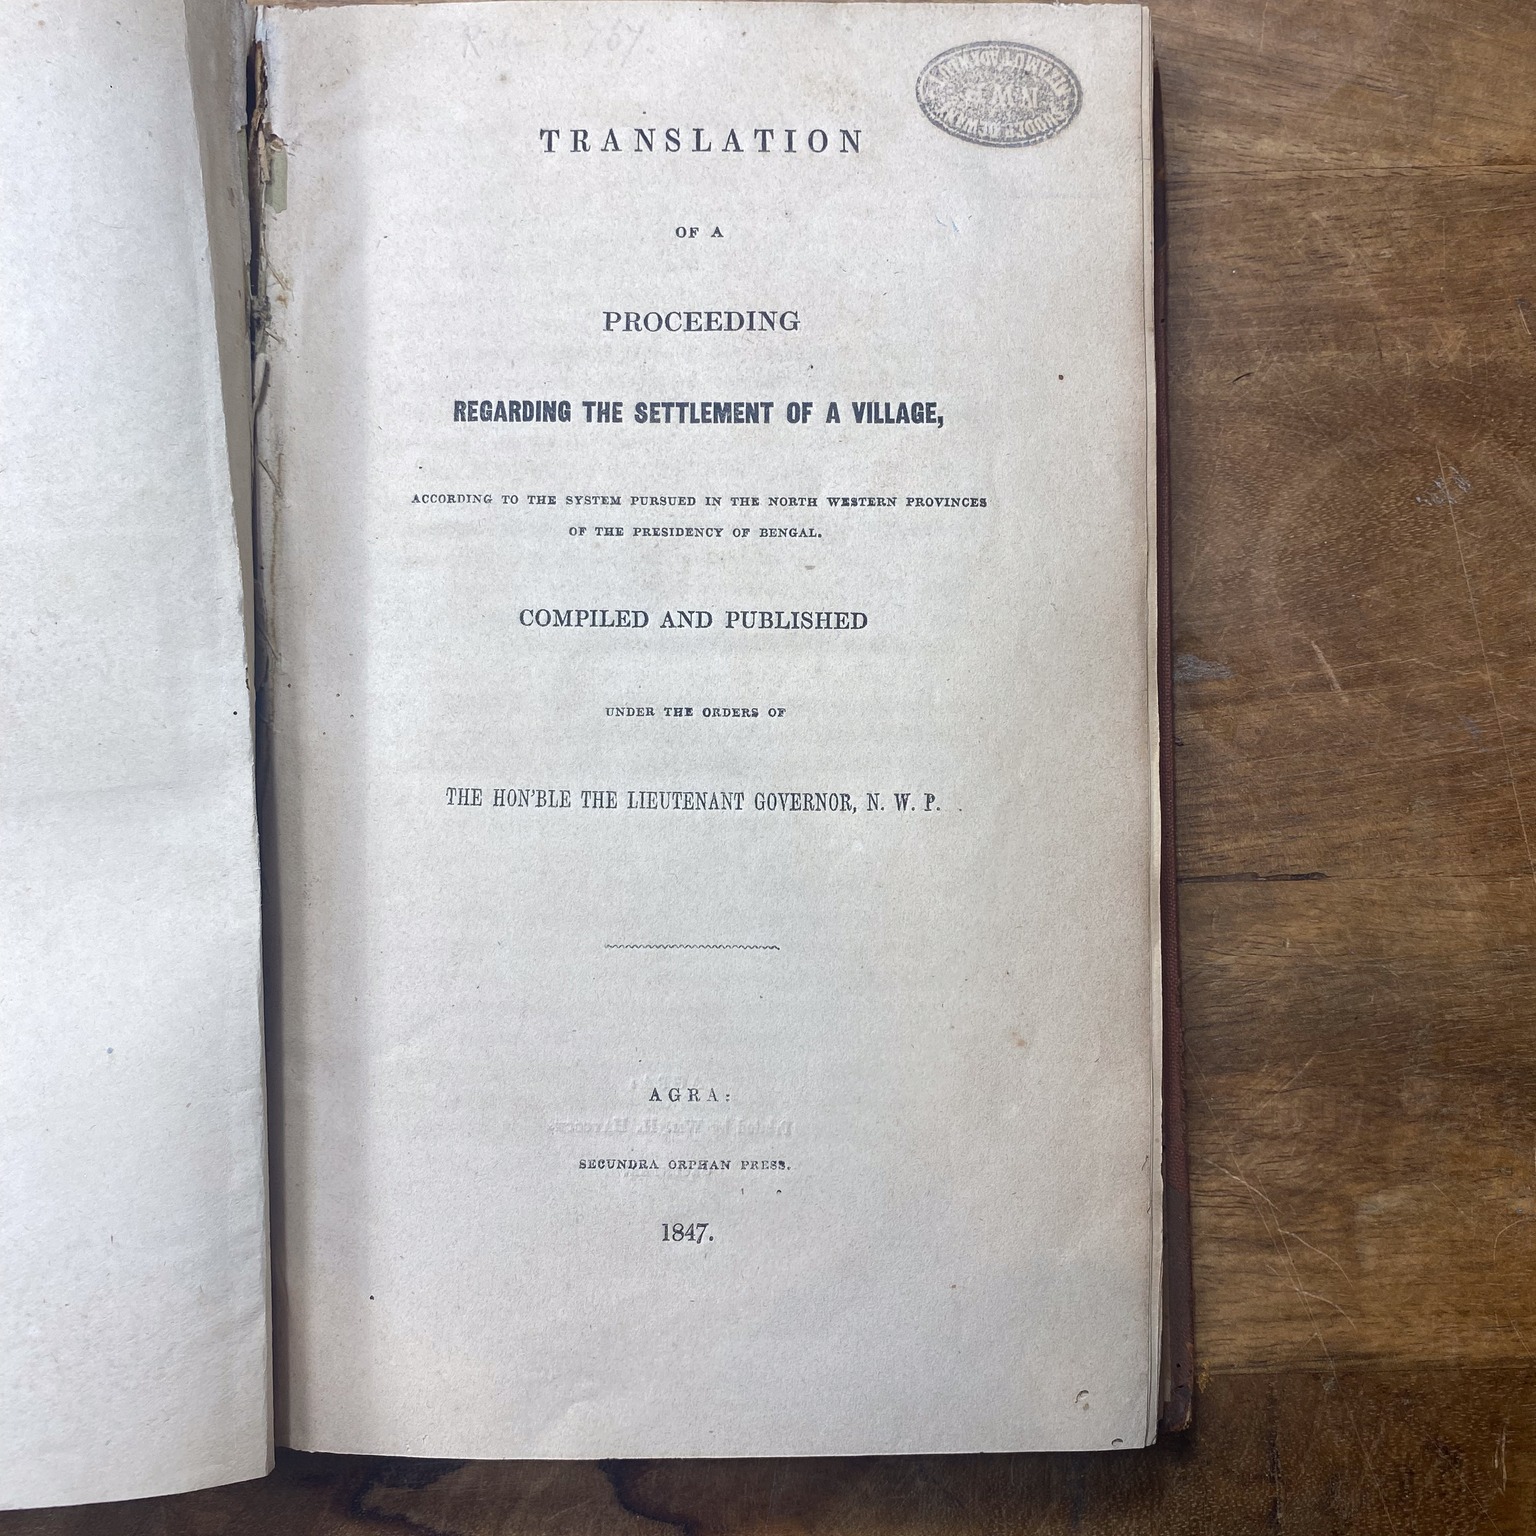 TRANSLATION
OF A
PROCEEDING
REGARDING THE SETTLEMENT OF A VILLAGE,
ACCORDING TO THE SYSTEM PURSUED IN THE NORTH WESTERN PROVINCES
OF THE PRESIDENCY OF BENGAL.
COMPILED AND PUBLISHED
UNDER THE ORDERS OF
THE HON'BLE THE LIEUTENANT GOVERNOR, N. W. P.
AGRA:
SECUNDRA ORPHAN PRESS.
1847.